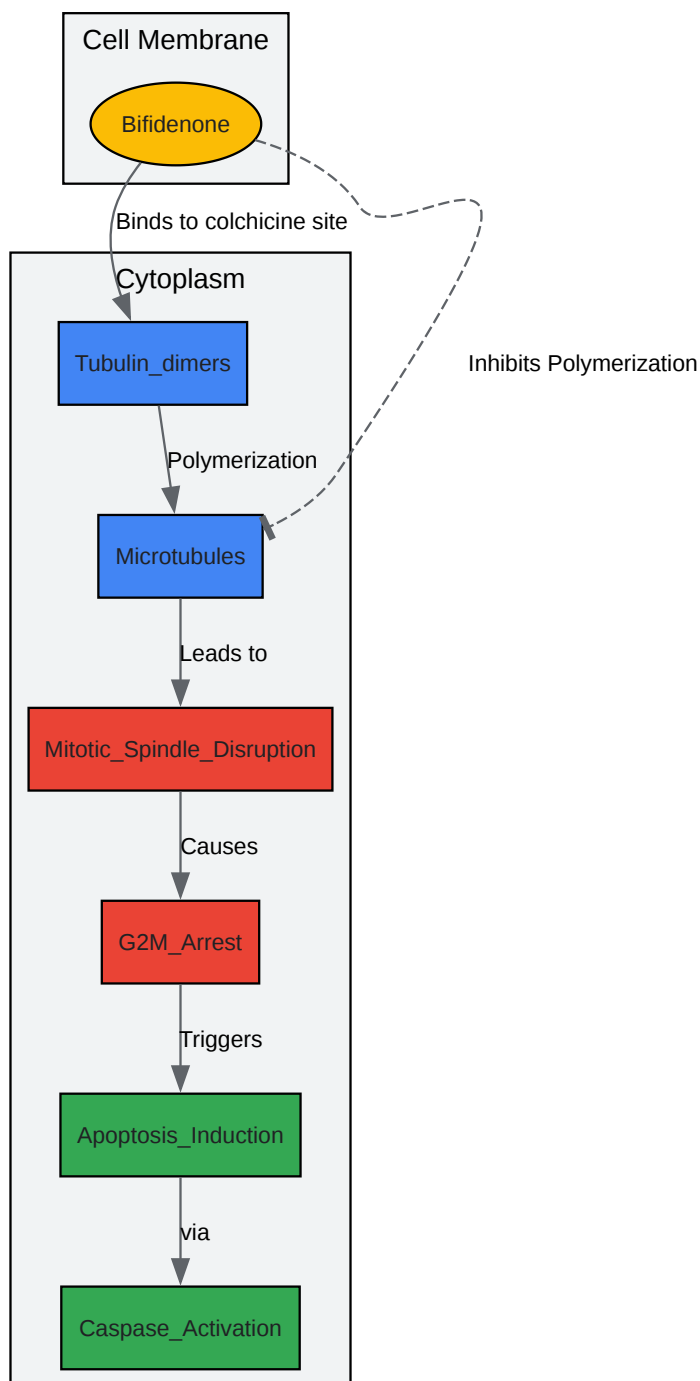 Cell Membrane
Bifidenone
Binds to colchicine site
Cytoplasm
Tubulin_dimers
Inhibits Polymerization
Polymerization
Microtubules
Leads to
Mitotic_Spindle_Disruption
Causes
G2M_Arrest
Triggers
Apoptosis_Induction
via
Caspase_Activation